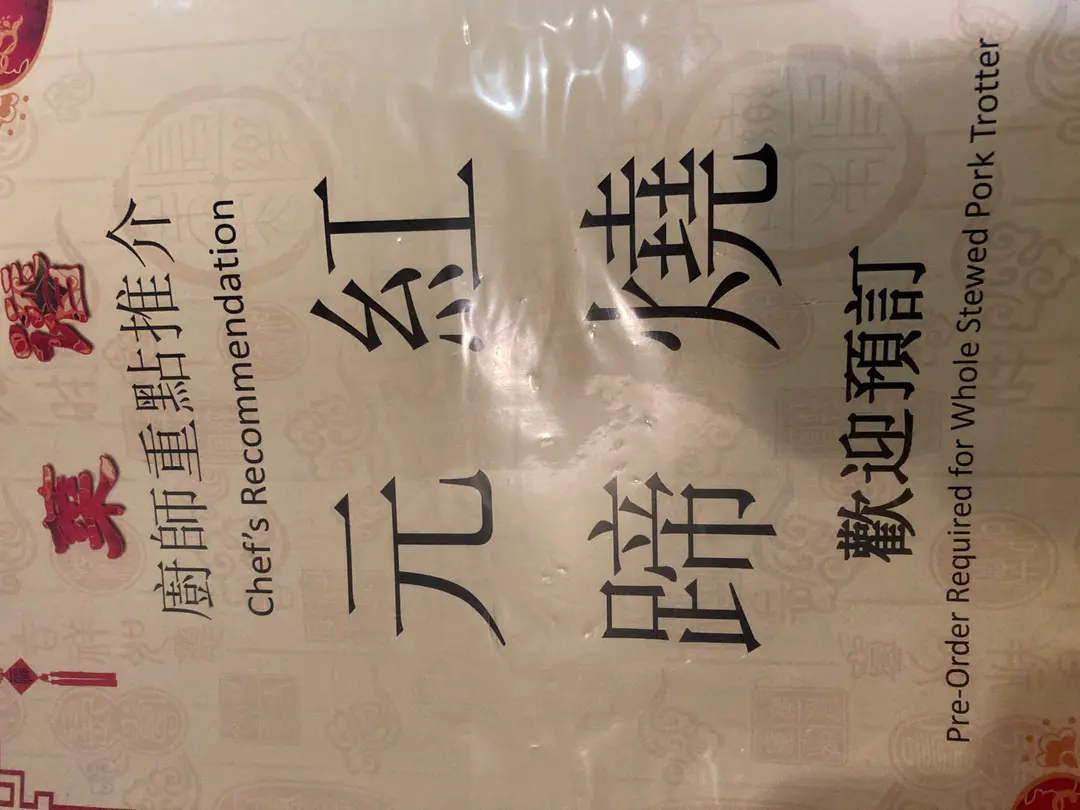 廚師師重點推介
Chef's Recommendation
紅燒
元蹄
歡迎預訂
Pre-Order Required for Whole Stewed Pork Trotter